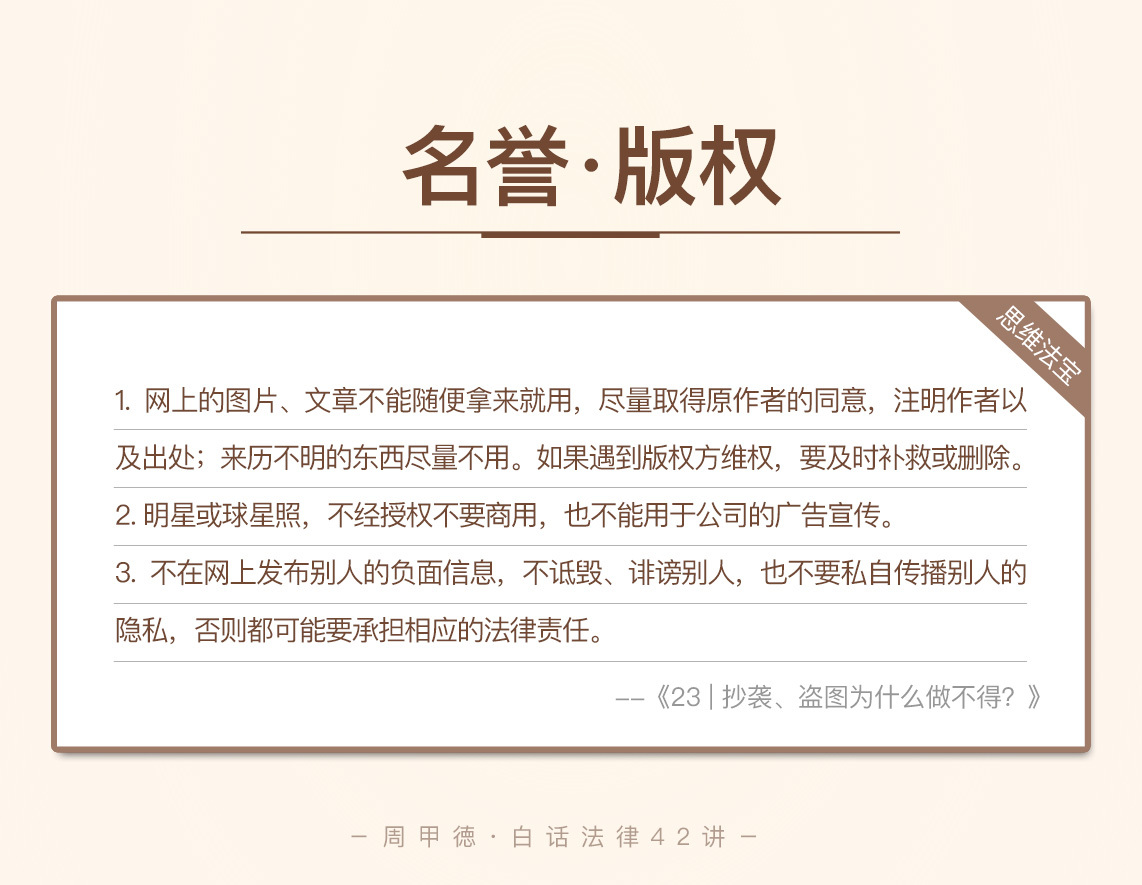 名誉·版权
思维法宝
1. 网上的图片、文章不能随便拿来就用，尽量取得原作者的同意，注明作者以
及出处；来历不明的东西尽量不用。如果遇到版权方维权，要及时补救或删除。
2. 明星或球星照，不经授权不要商用，也不能用于公司的广告宣传。
3. 不在网上发布别人的负面信息，不诋毁、诽谤别人，也不要私自传播别人的
隐私，否则都可能要承担相应的法律责任。
--《23 | 抄袭、盗图为什么做不得？》
- 周甲徳·白话法律42讲 -